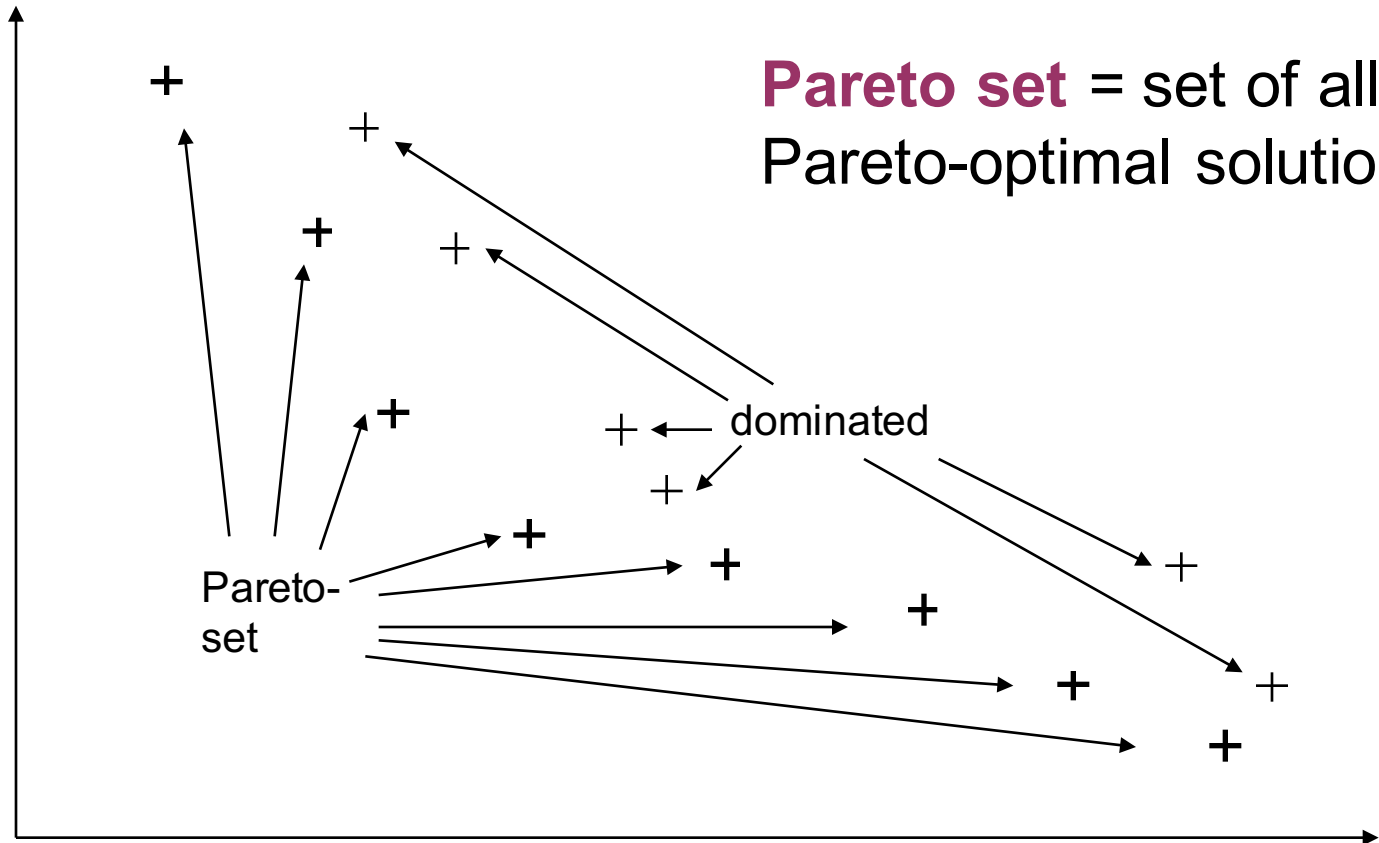 Pareto set = set of all
Pareto-optimal solutio
dominated
Pareto-
set